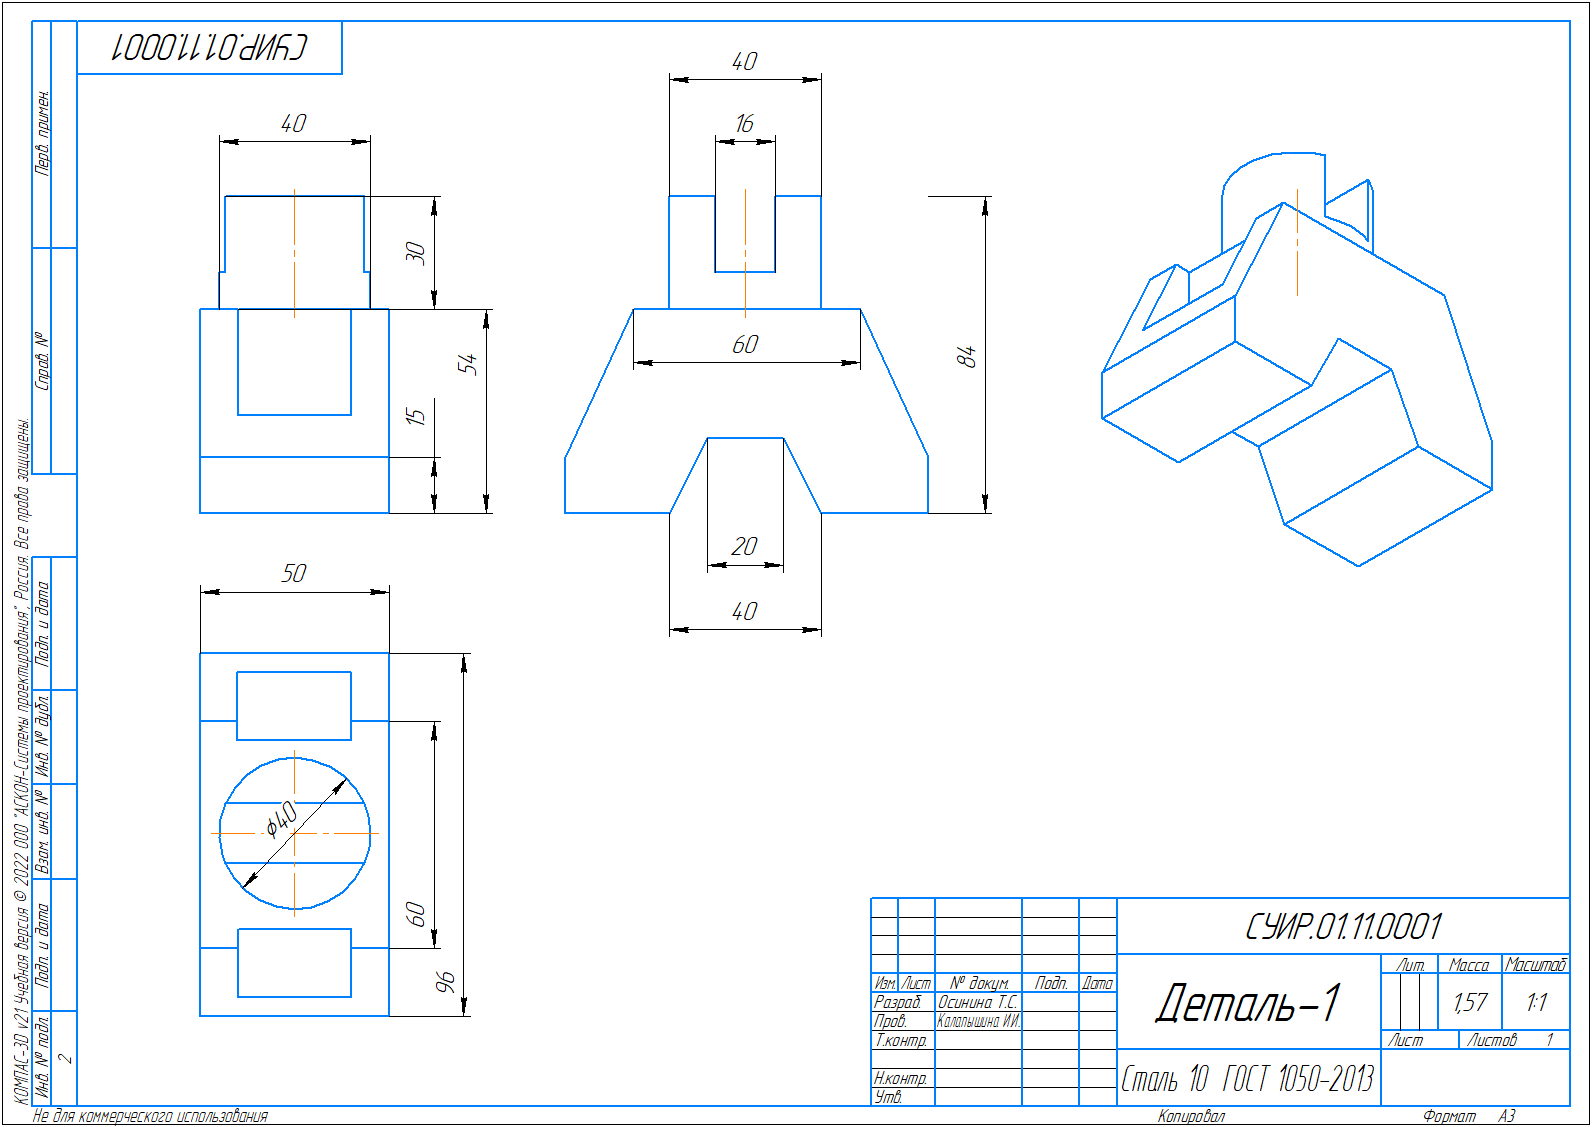 СУИР.01.11.0001
Перв. примен.
Справ. №
Подп. и дата
Инв. № дубл.
Взам. инв. №
Подп. и дата
Инв. № подл.
2
КОМПАС-3D v21 Учебная версия © 2022 ООО "АСКОН-Системы проектирования", Россия. Все права защищены.
40
30
54
15
40
16
60
84
20
40
50
⌀40
60
96
СУИР.01.11.0001
Изм. Лист № докум. Подп. Дата
Разраб. Осинина Т.С.
Пров. Калапышина И.И.
Т.контр.
Н.контр.
Утв.
Деталь-1
Лит. Масса Масштаб
1,57 1:1
Лист Листов 1
Сталь 10 ГОСТ 1050-2013
Не для коммерческого использования
Копировал
Формат А3